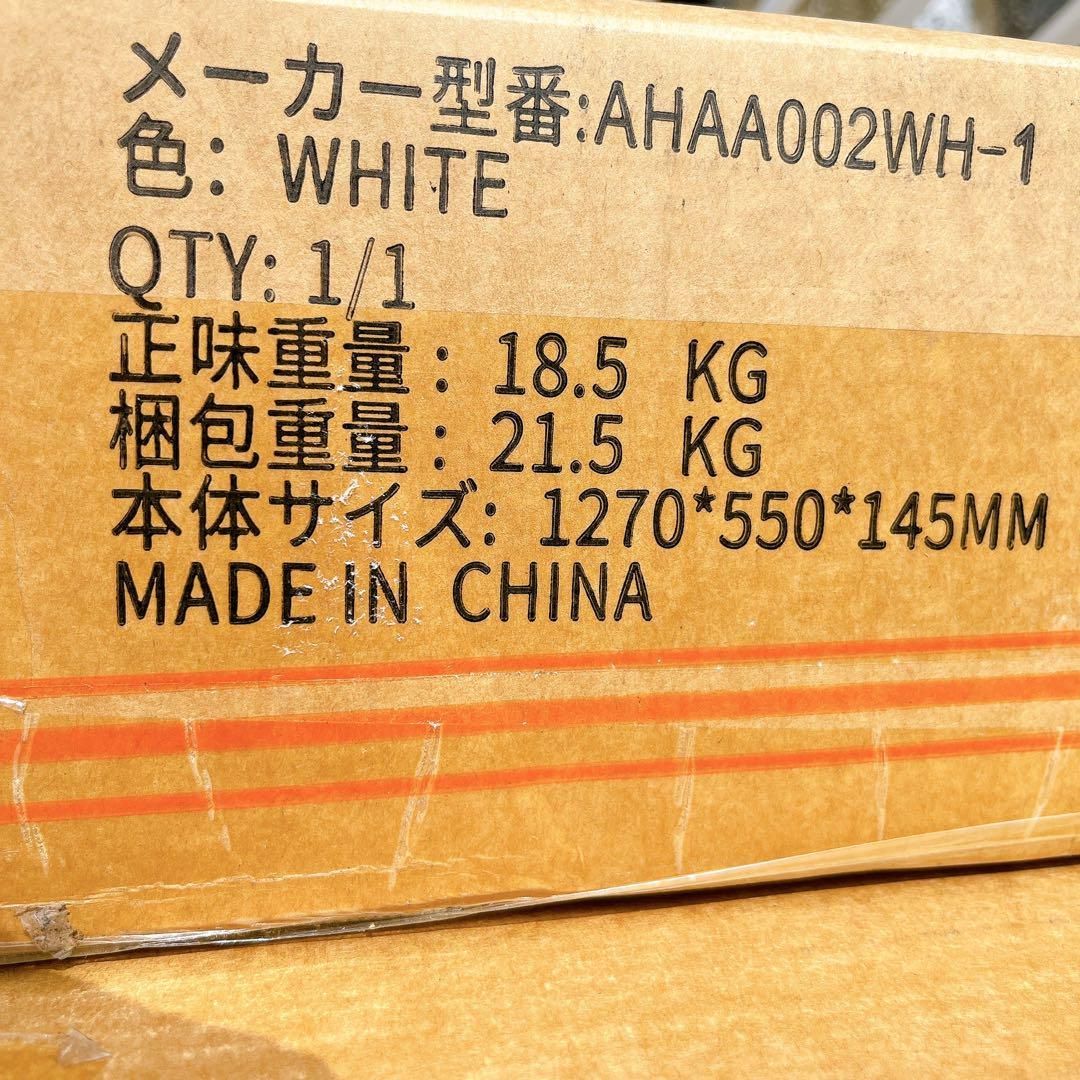 メーカー型番:AHAA002WH-1
色: WHITE
QTY: 1/1
正味重量: 18.5 KG
梱包重量: 21.5 KG
本体サイズ: 1270*550*145MM
MADE IN CHINA